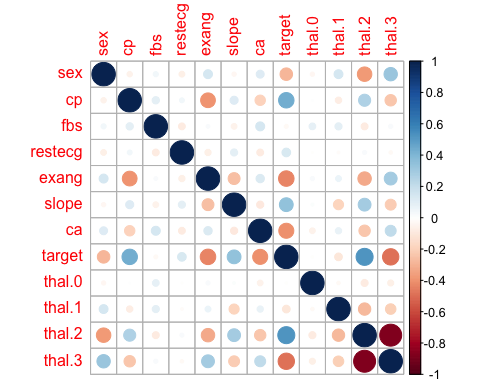 sex cp fbs restecg exang slope ca target thal.0 thal.1 thal.2 thal.3
sex
cp
fbs
restecg
exang
slope
ca
target
thal.0
thal.1
thal.2
thal.3
1
0.8
0.6
0.4
0.2
0
-0.2
-0.4
-0.6
-0.8
-1